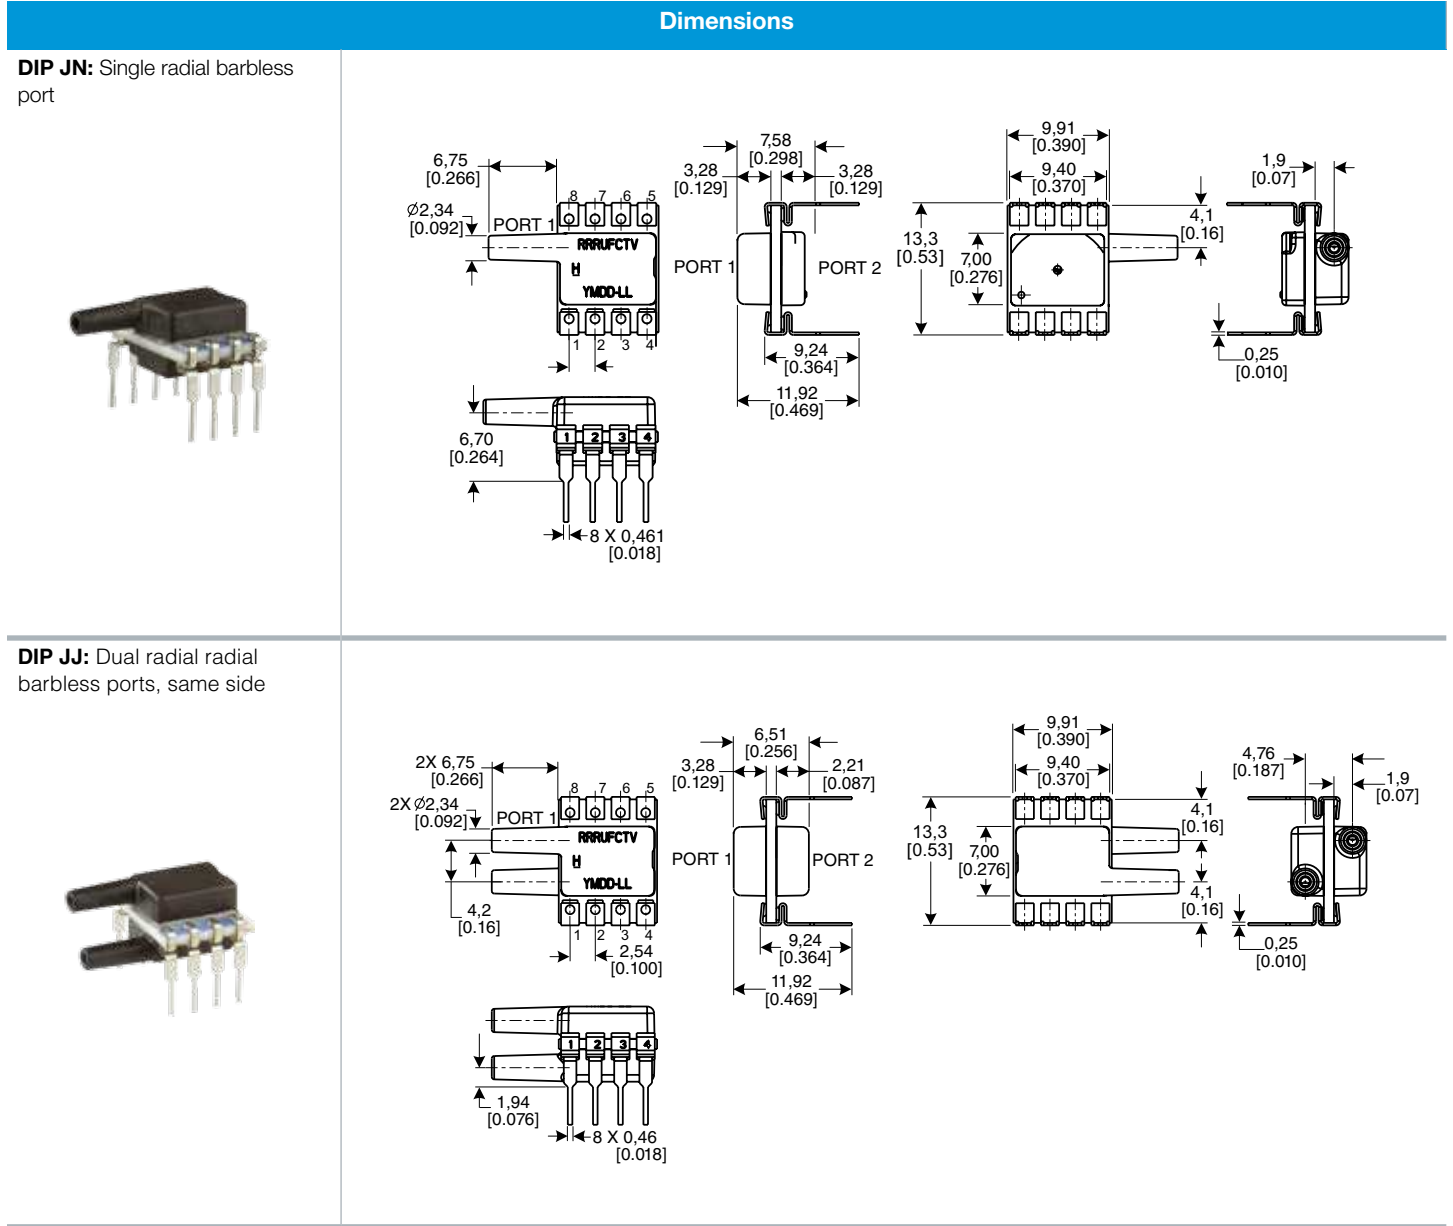 Dimensions
DIP JN: Single radial barbless
port
6,75
[0.266]
Ø2,34
[0.092]
PORT 1
8 7 6 5
RRRUFCTV
YMDD-LL
1 2 3 4
7,58
[0.298]
3,28
[0.129]
3,28
[0.129]
PORT 1
PORT 2
9,24
[0.364]
11,92
[0.469]
9,91
[0.390]
9,40
[0.370]
13,3
[0.53]
7,00
[0.276]
4,1
[0.16]
1,9
[0.07]
0,25
[0.010]
6,70
[0.264]
1 2 3 4
8 X 0,461
[0.018]
DIP JJ: Dual radial radial
barbless ports, same side
2X 6,75
[0.266]
2X Ø2,34
[0.092]
PORT 1
8 7 6 5
RRRUFCTV
YMDD-LL
1 2 3 4
4,2
[0.16]
2,54
[0.100]
6,51
[0.256]
3,28
[0.129]
2,21
[0.087]
PORT 1
PORT 2
9,24
[0.364]
11,92
[0.469]
9,91
[0.390]
9,40
[0.370]
13,3
[0.53]
7,00
[0.276]
4,1
[0.16]
4,1
[0.16]
4,76
[0.187]
1,9
[0.07]
0,25
[0.010]
1 2 3 4
1,94
[0.076]
8 X 0,46
[0.018]